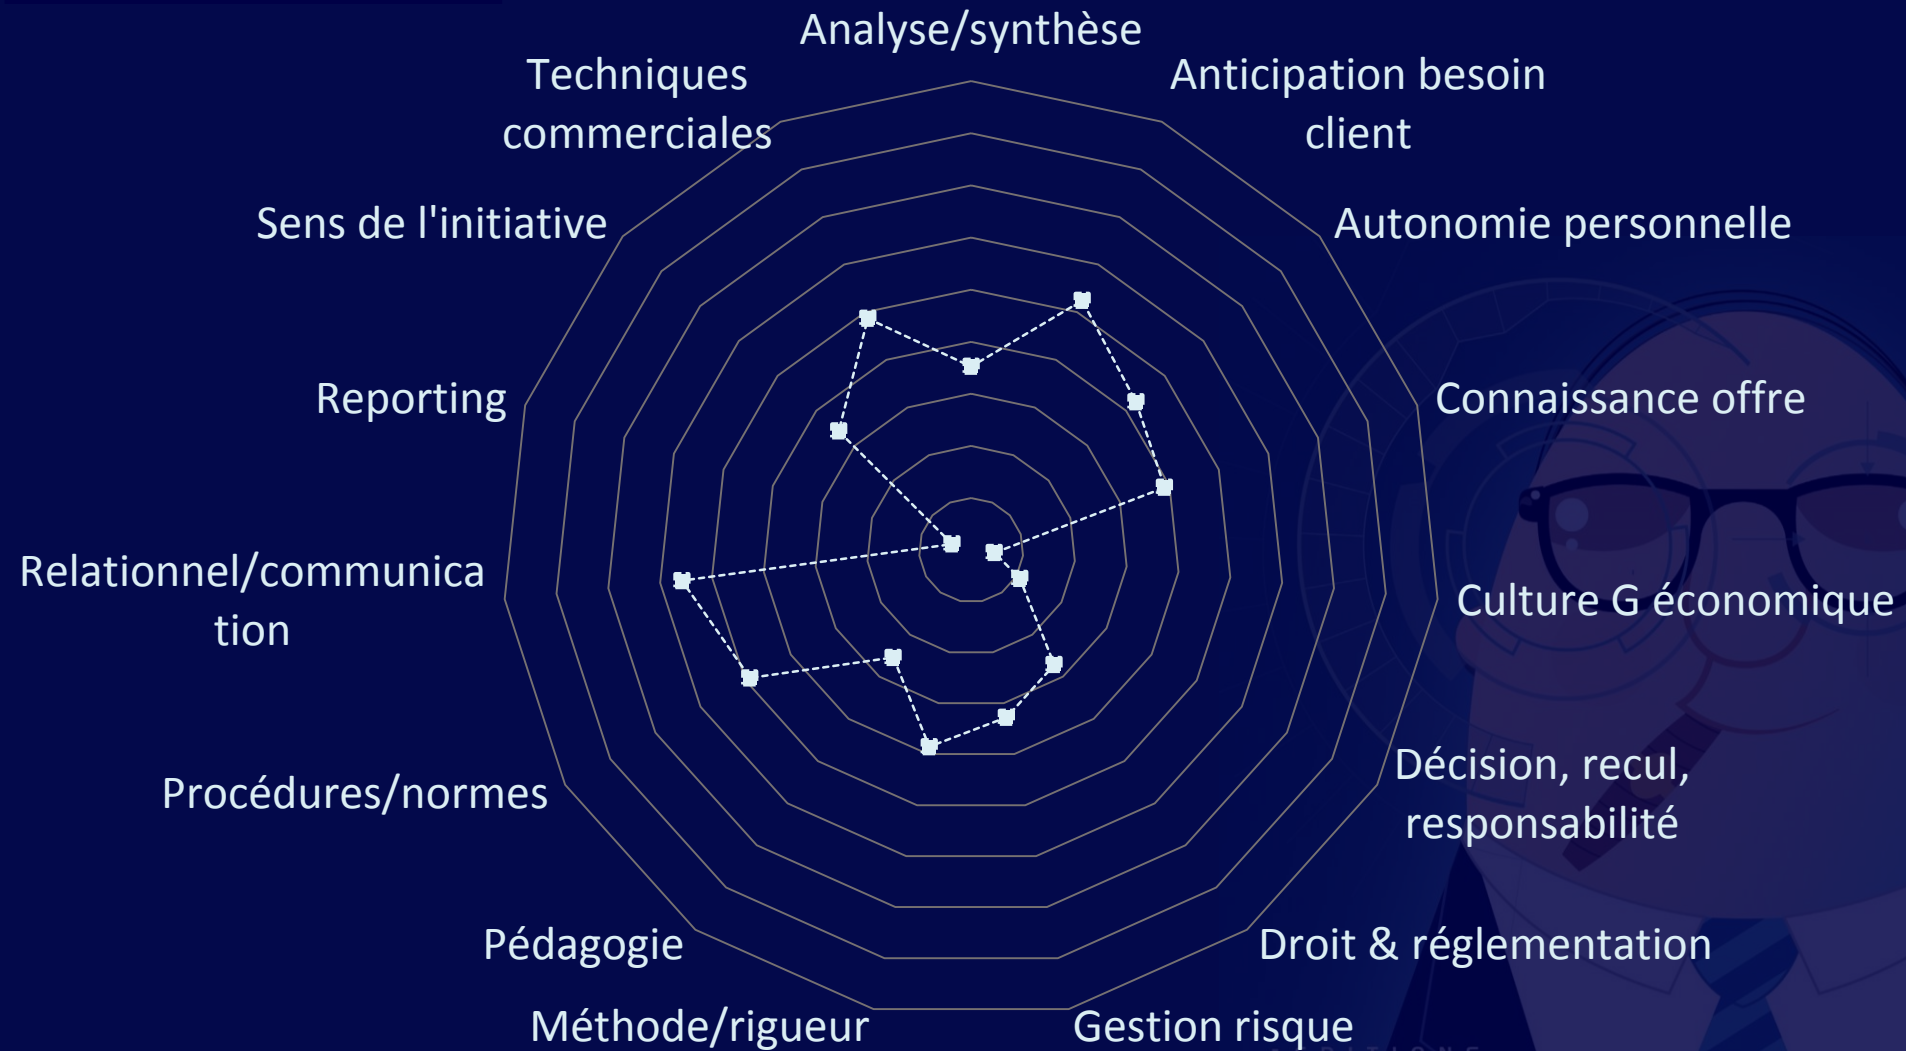 Analyse/synthèse
Anticipation besoin
client
Autonomie personnelle
Connaissance offre
Culture G économique
Décision, recul,
responsabilité
Droit & réglementation
Gestion risque
Méthode/rigueur
Pédagogie
Procédures/normes
Relationnel/communica
tion
Reporting
Sens de l'initiative
Techniques
commerciales